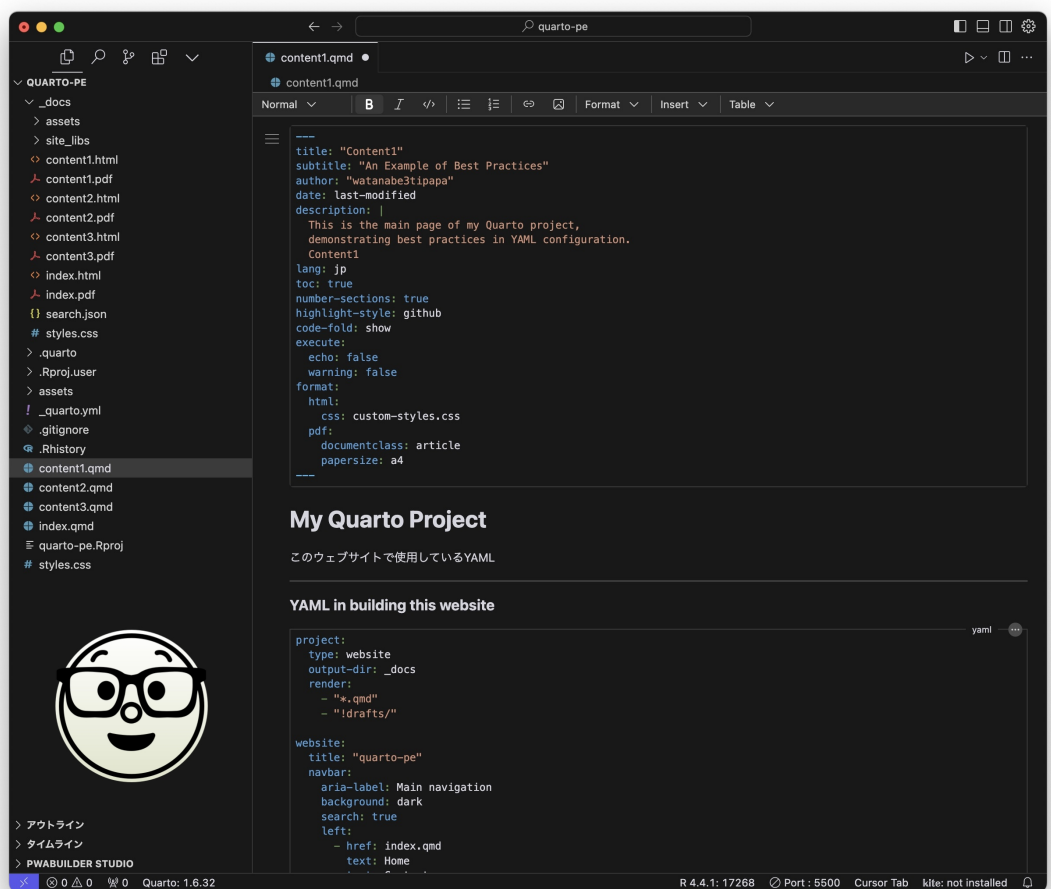 quarto-pe
QUARTO-PE
_docs
assets
site_libs
content1.html
content1.pdf
content2.html
content2.pdf
content3.html
content3.pdf
index.html
index.pdf
search.json
styles.css
.quarto
.Rproj.user
assets
_quarto.yml
.gitignore
.Rhistory
content1.qmd
content2.qmd
content3.qmd
index.qmd
quarto-pe.Rproj
styles.css
アウトライン
タイムライン
PWABUILDER STUDIO
content1.qmd
content1.qmd
Normal B I </> Format Insert Table
---
title: "Content1"
subtitle: "An Example of Best Practices"
author: "watanabe3tipapa"
date: last-modified
description: |
This is the main page of my Quarto project,
demonstrating best practices in YAML configuration.
Content1
lang: jp
toc: true
number-sections: true
highlight-style: github
code-fold: show
execute:
echo: false
warning: false
format:
html:
css: custom-styles.css
pdf:
documentclass: article
papersize: a4
---
My Quarto Project
このウェブサイトで使用しているYAML
YAML in building this website
yaml
project:
type: website
output-dir: _docs
render:
- "*.qmd"
- "!drafts/"
website:
title: "quarto-pe"
navbar:
aria-label: Main navigation
background: dark
search: true
left:
- href: index.qmd
text: Home
0 0 0 Quarto: 1.6.32 R 4.4.1: 17268 Port : 5500 Cursor Tab kite: not installed